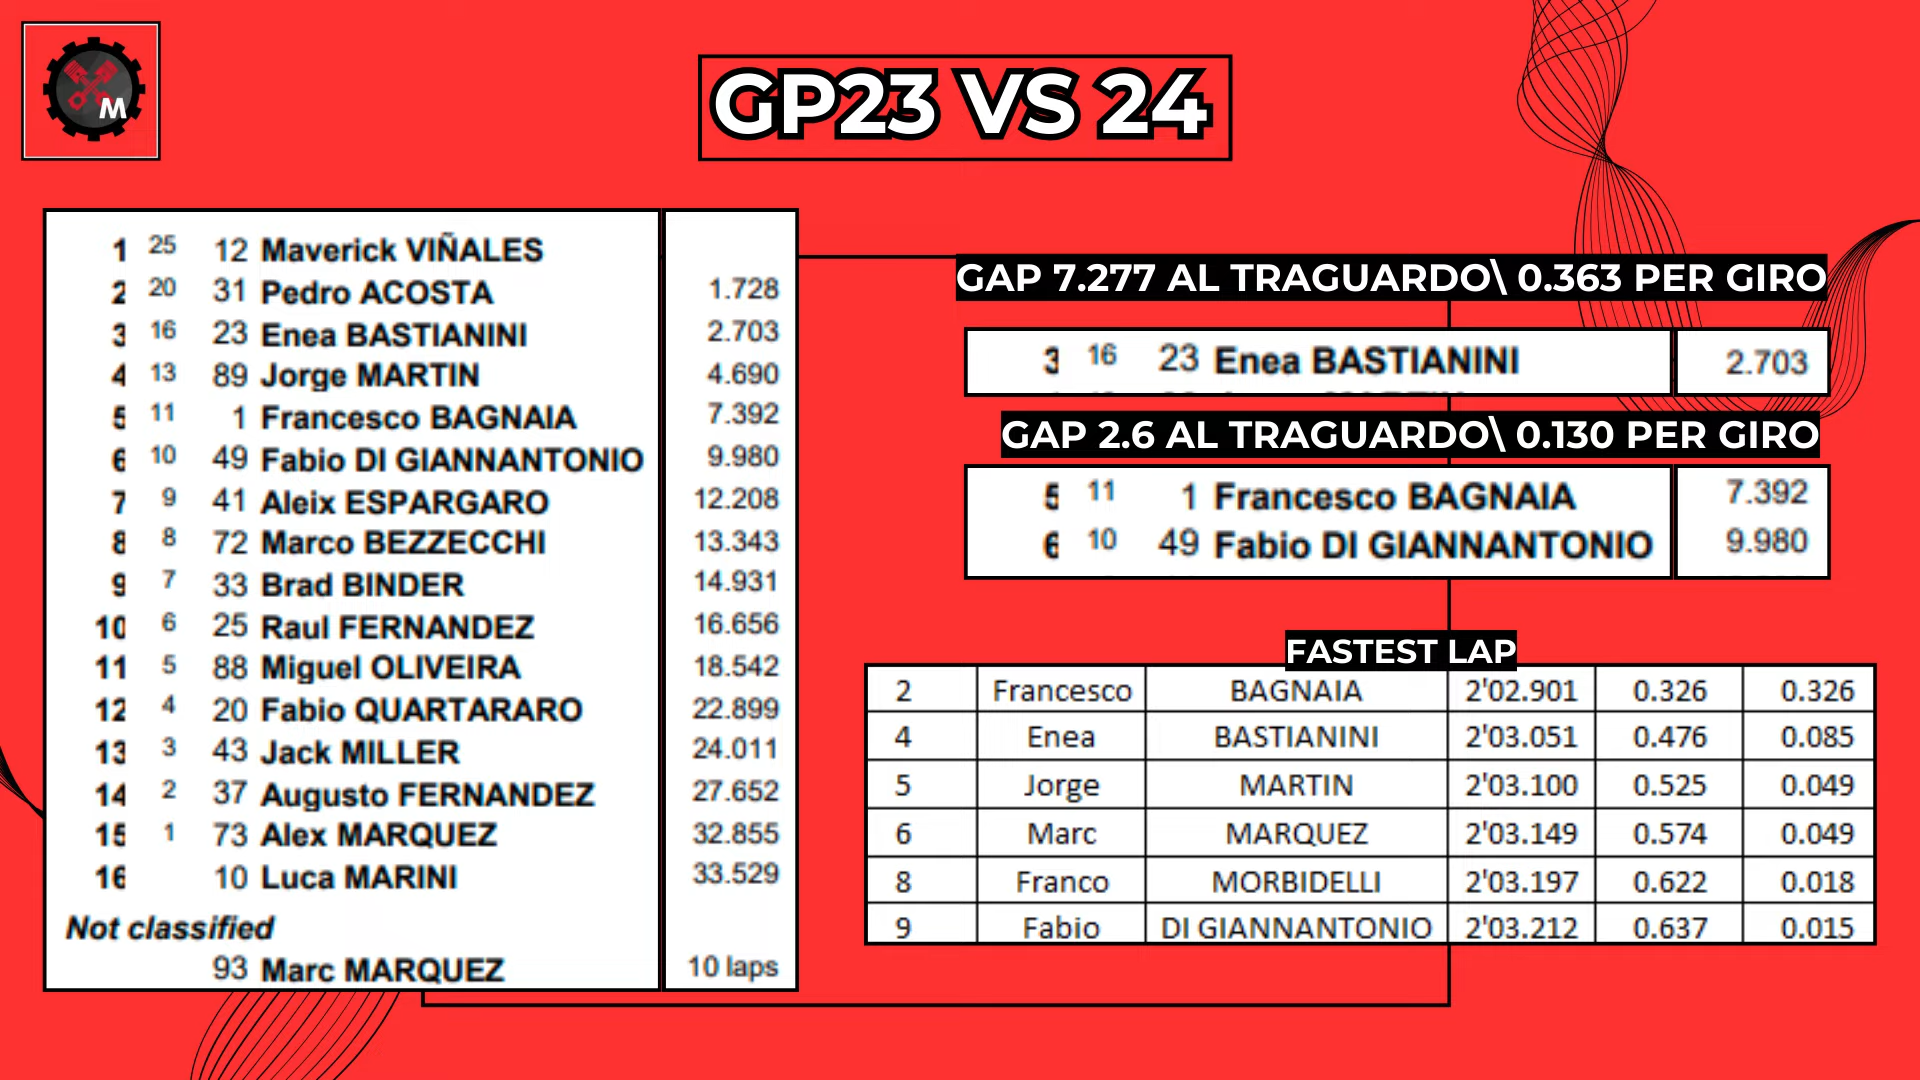 M
GP23 VS 24
1 25 12 Maverick VIÑALES
2 20 31 Pedro ACOSTA 1.728
3 16 23 Enea BASTIANINI 2.703
4 13 89 Jorge MARTIN 4.690
5 11 1 Francesco BAGNAIA 7.392
6 10 49 Fabio DI GIANNANTONIO 9.980
7 9 41 Aleix ESPARGARO 12.208
8 8 72 Marco BEZZECCHI 13.343
9 7 33 Brad BINDER 14.931
10 6 25 Raul FERNANDEZ 16.656
11 5 88 Miguel OLIVEIRA 18.542
12 4 20 Fabio QUARTARARO 22.899
13 3 43 Jack MILLER 24.011
14 2 37 Augusto FERNANDEZ 27.652
15 1 73 Alex MARQUEZ 32.855
16 10 Luca MARINI 33.529
Not classified
93 Marc MARQUEZ 10 laps
GAP 7.277 AL TRAGUARDO\ 0.363 PER GIRO
3 16 23 Enea BASTIANINI 2.703
GAP 2.6 AL TRAGUARDO\ 0.130 PER GIRO
5 11 1 Francesco BAGNAIA 7.392
6 10 49 Fabio DI GIANNANTONIO 9.980
FASTEST LAP
2 Francesco BAGNAIA 2'02.901 0.326 0.326
4 Enea BASTIANINI 2'03.051 0.476 0.085
5 Jorge MARTIN 2'03.100 0.525 0.049
6 Marc MARQUEZ 2'03.149 0.574 0.049
8 Franco MORBIDELLI 2'03.197 0.622 0.018
9 Fabio DI GIANNANTONIO 2'03.212 0.637 0.015